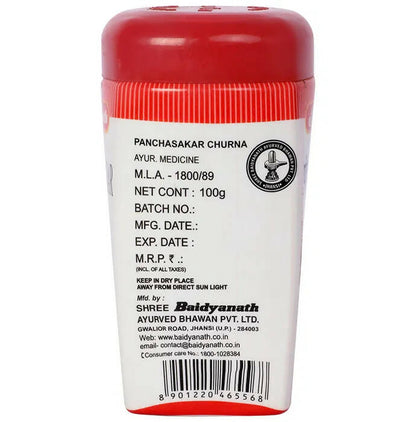 PANCHASAKAR CHURNA
AYUR. MEDICINE
M.L.A. - 1800/89
NET CONT : 100g
BATCH NO.:
MFG. DATE.:
EXP. DATE :
M.R.P. ₹ .:
(INCL. OF ALL TAXES)
KEEP IN DRY PLACE
AWAY FROM DIRECT SUN LIGHT
Mfd. by :
SHREE Baidyanath
AYURVED BHAWAN PVT. LTD.
GWALIOR ROAD, JHANSI (U.P.) - 284003
Web: www.baidyanath.co.in
email- contact@baidyanath.co.in
Consumer care No.: 1800-1028384
8 901220 465568